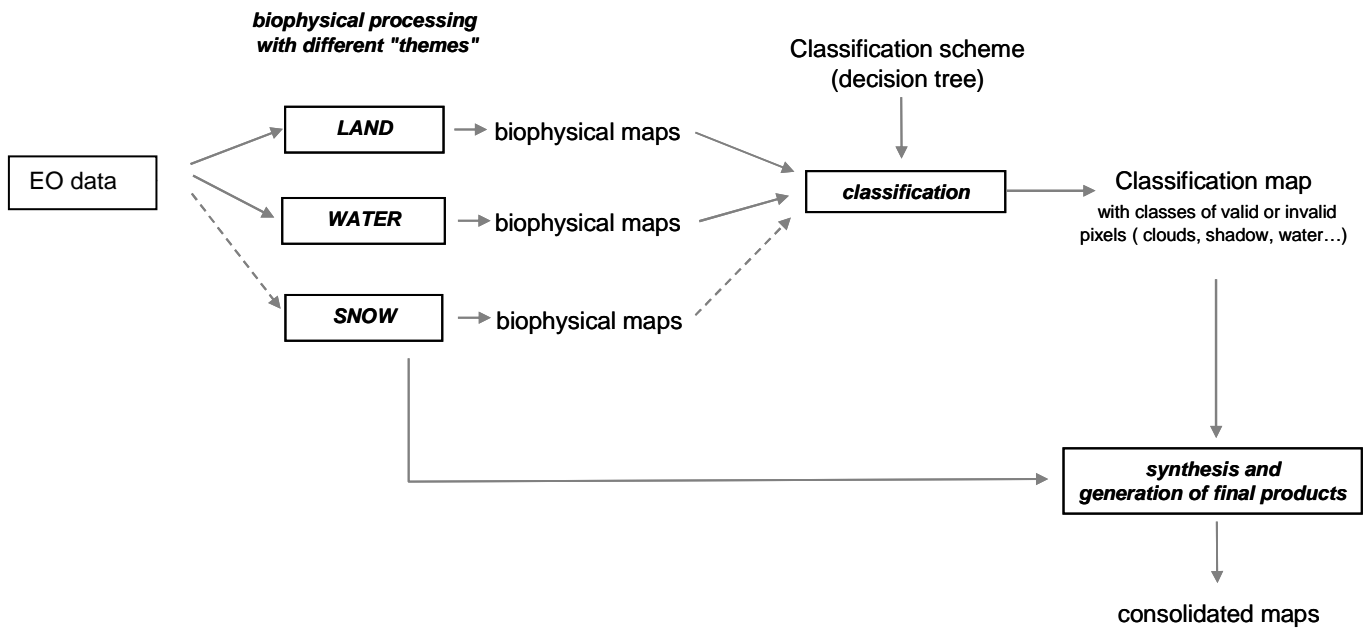 biophysical processing
with different "themes"
Classification scheme
(decision tree)
LAND
biophysical maps
EO data
classification
Classification map
with classes of valid or invalid
pixels ( clouds, shadow, water…)
WATER
biophysical maps
SNOW
biophysical maps
synthesis and
generation of final products
consolidated maps